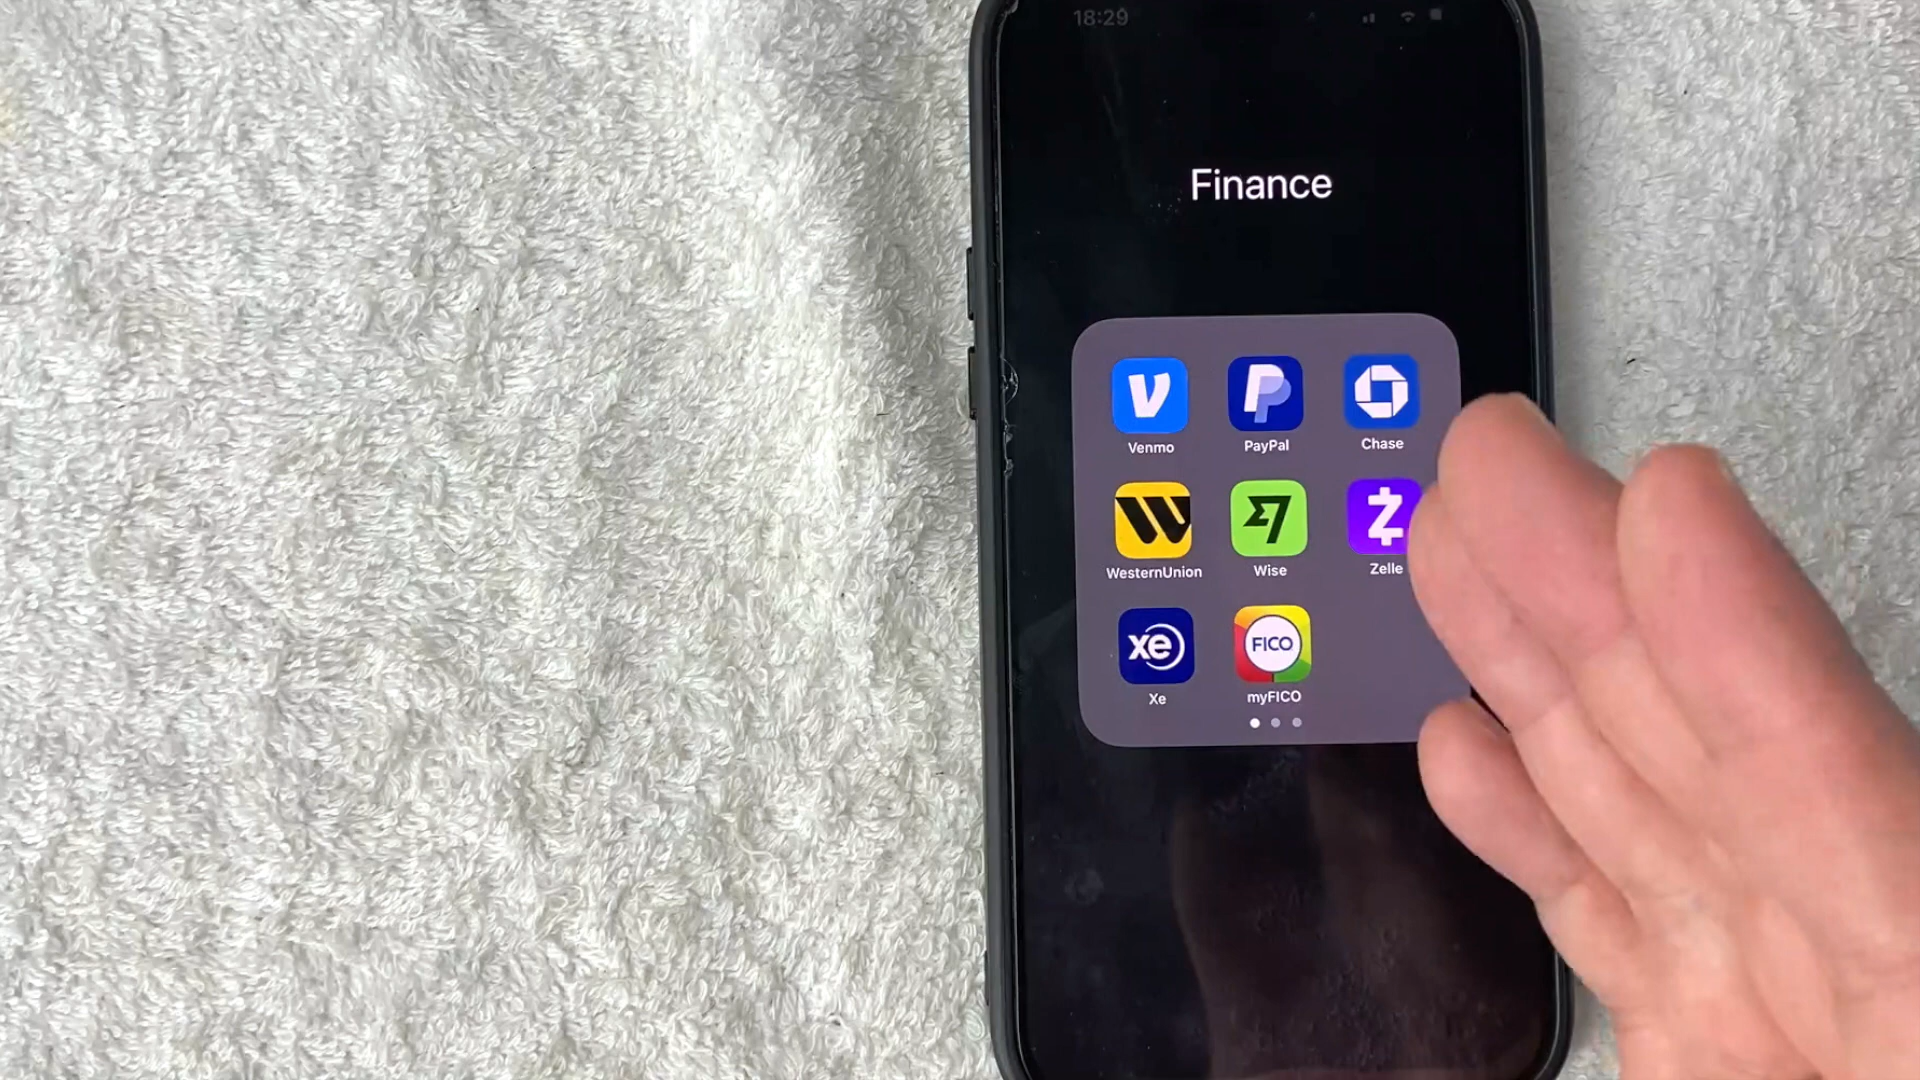 18:29
Finance
Venmo
PayPal
Chase
WesternUnion
Wise
Zelle
xe
FICO
Xe
myFICO